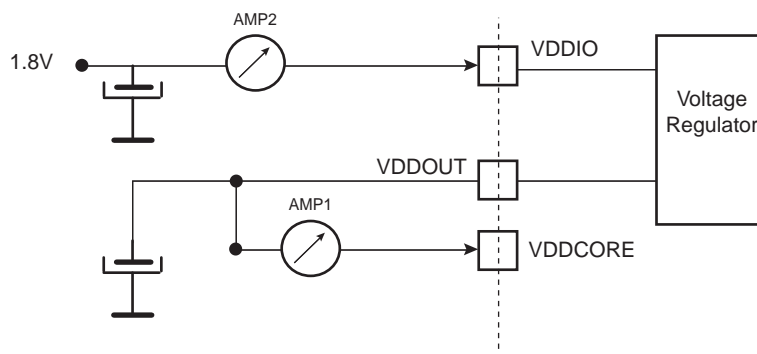 AMP2
1.8V
VDDIO
Voltage
Regulator
VDDOUT
AMP1
VDDCORE